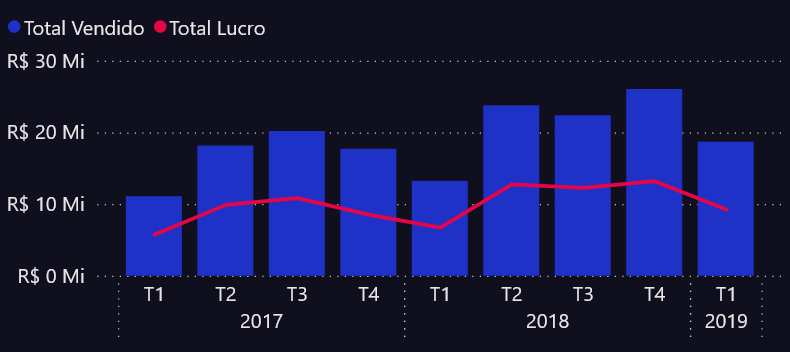 Total Vendido Total Lucro
R$ 30 Mi
R$ 20 Mi
R$ 10 Mi
R$ 0 Mi
T1 T2 T3 T4 T1 T2 T3 T4 T1
2017 2018 2019